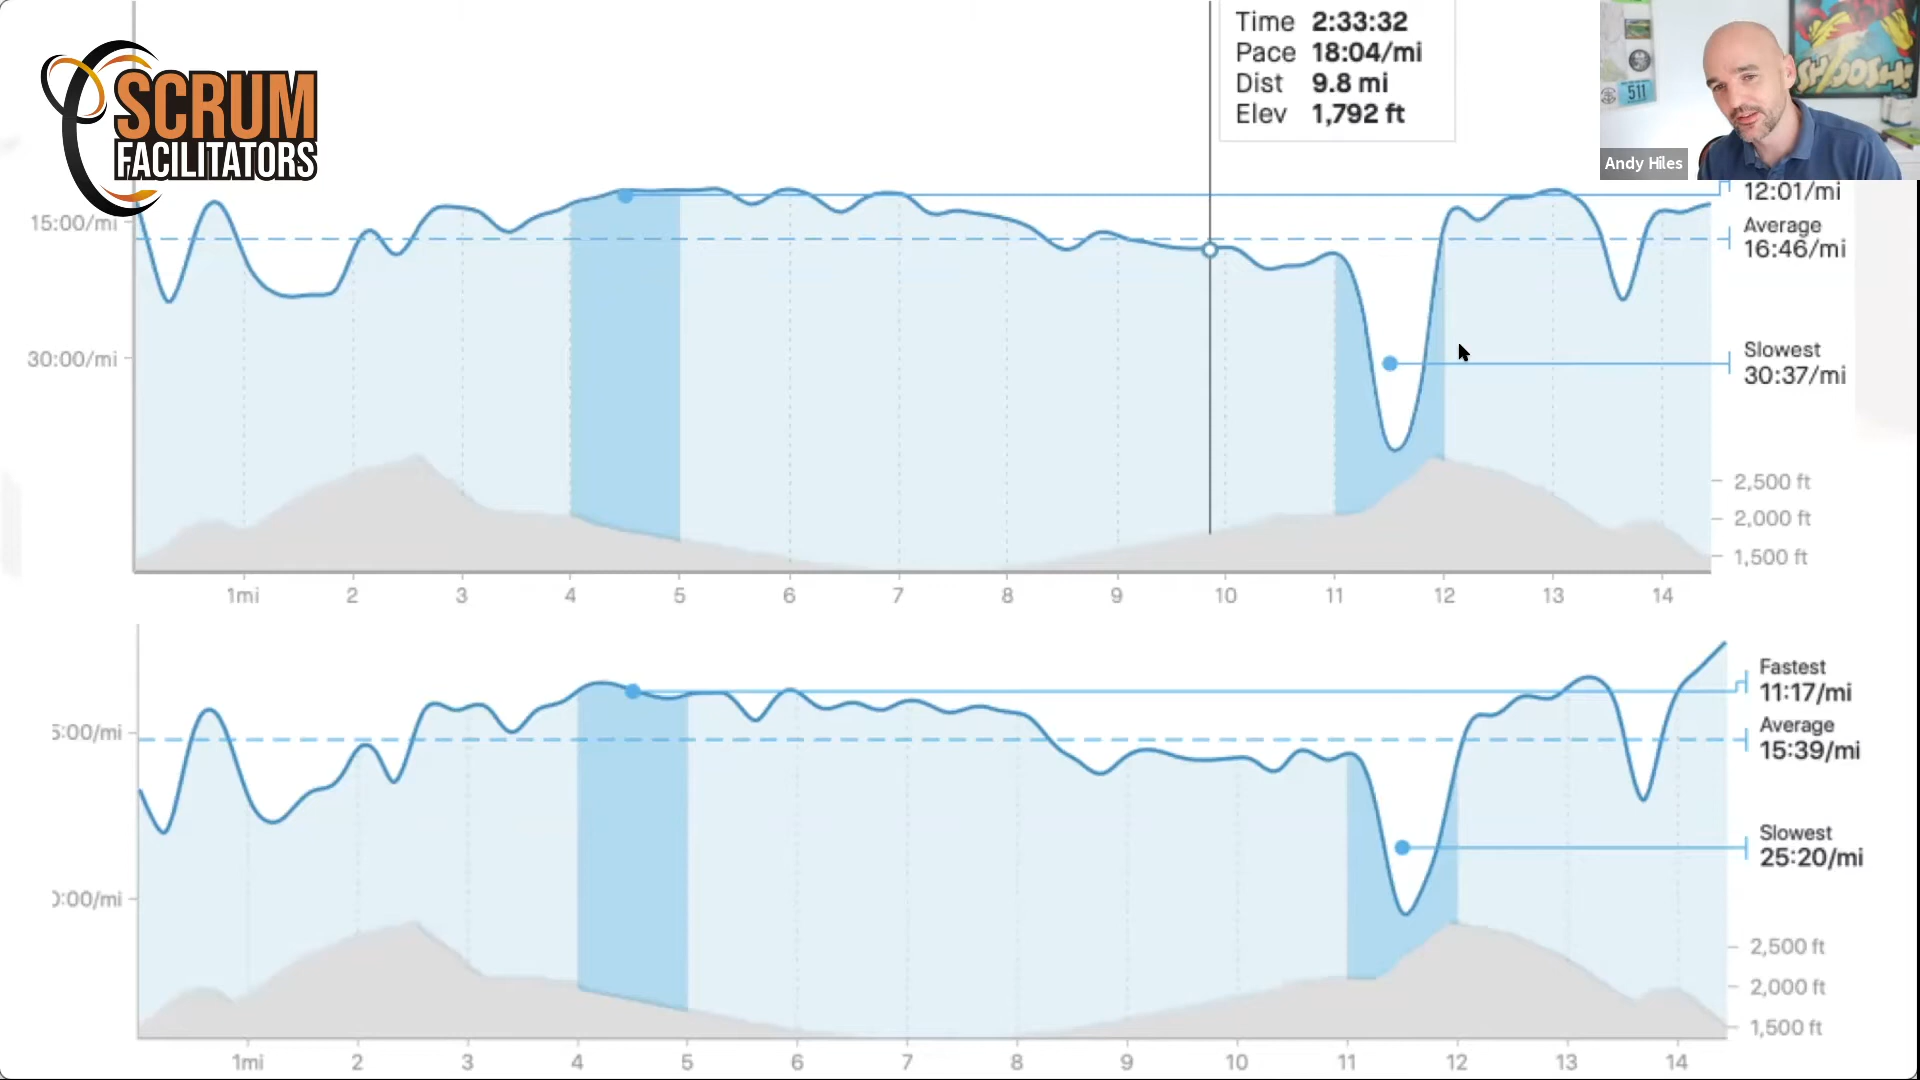 SCRUM
FACILITATORS
Time 2:33:32
Pace 18:04/mi
Dist 9.8 mi
Elev 1,792 ft
SHOOSH!
511
Andy Hiles
12:01/mi
15:00/mi
Average
16:46/mi
30:00/mi
Slowest
30:37/mi
2,500 ft
2,000 ft
1,500 ft
1mi 2 3 4 5 6 7 8 9 10 11 12 13 14
Fastest
11:17/mi
5:00/mi
Average
15:39/mi
Slowest
25:20/mi
0:00/mi
2,500 ft
2,000 ft
1,500 ft
1mi 2 3 4 5 6 7 8 9 10 11 12 13 14